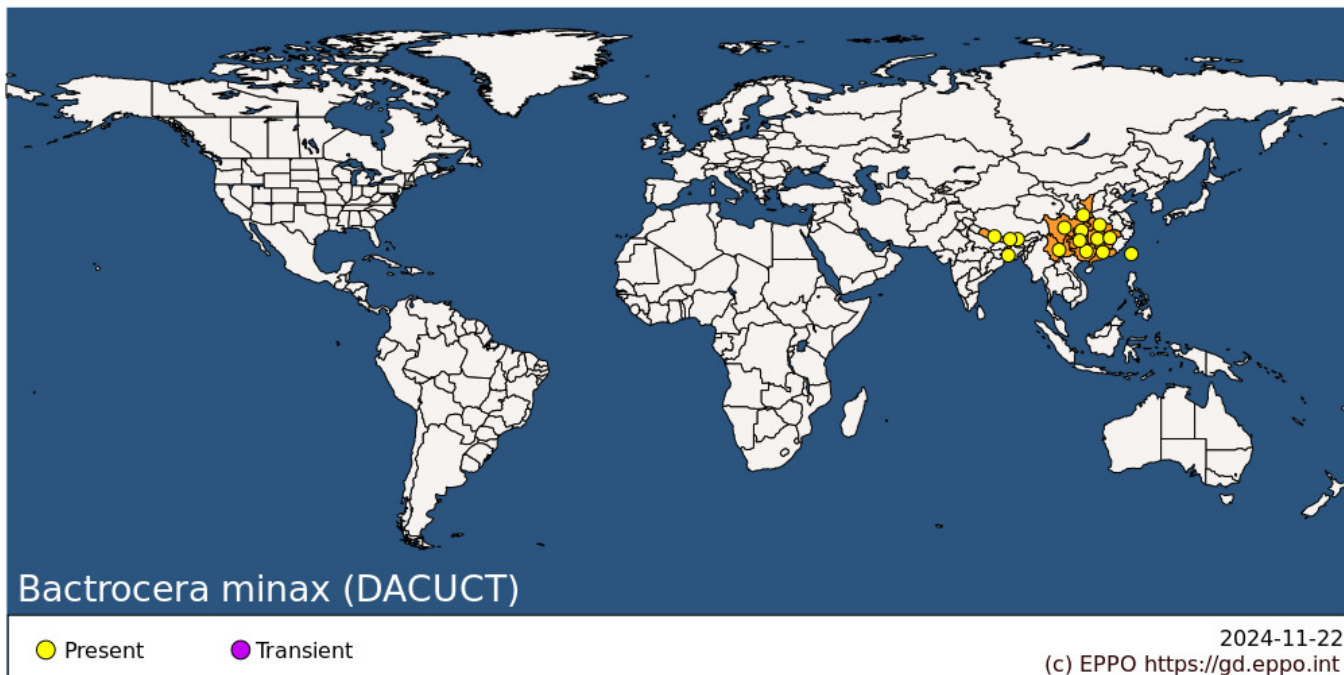 Bactrocera minax (DACUCT)
Present
Transient
2024-11-22
(c) EPPO https://gd.eppo.int